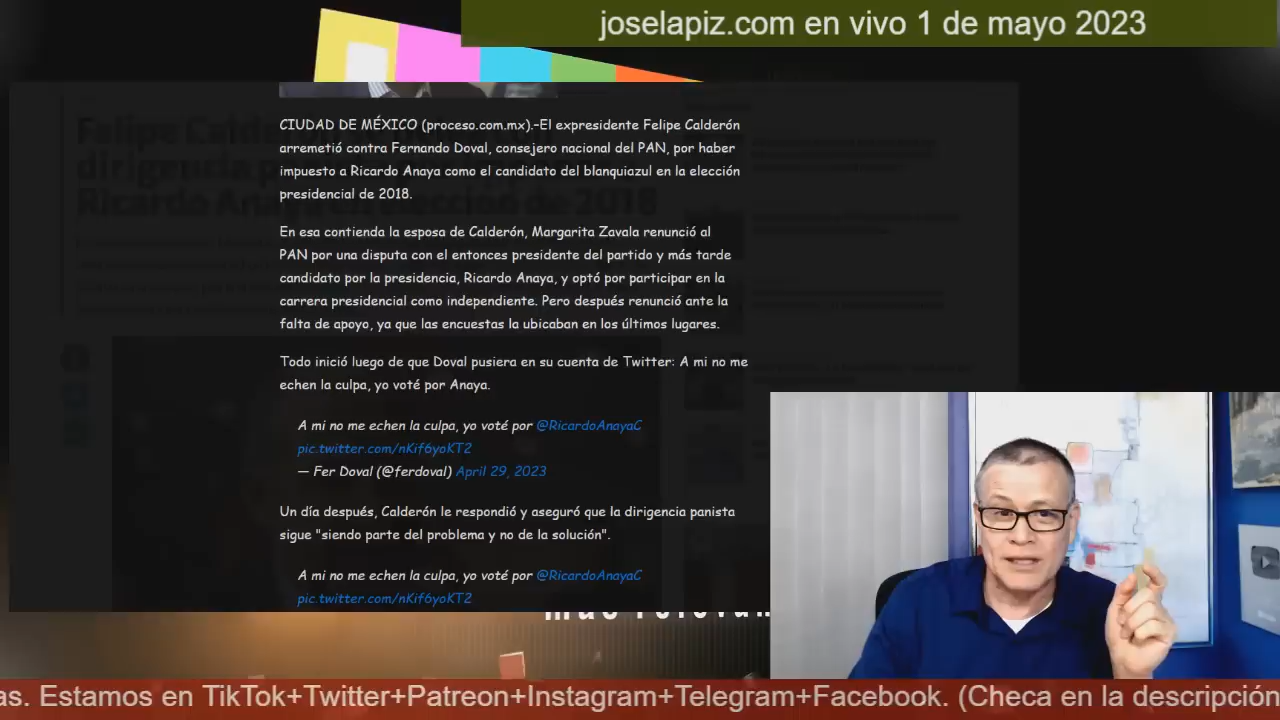 joselapiz.com en vivo 1 de mayo 2023
Felipe Calderón
dirigencia
Ricardo Anaya en elección de 2018
CIUDAD DE MÉXICO (proceso.com.mx).–El expresidente Felipe Calderón
arremetió contra Fernando Doval, consejero nacional del PAN, por haber
impuesto a Ricardo Anaya como el candidato del blanquiazul en la elección
presidencial de 2018.
En esa contienda la esposa de Calderón, Margarita Zavala renunció al
PAN por una disputa con el entonces presidente del partido y más tarde
candidato por la presidencia, Ricardo Anaya, y optó por participar en la
carrera presidencial como independiente. Pero después renunció ante la
falta de apoyo, ya que las encuestas la ubicaban en los últimos lugares.
Todo inició luego de que Doval pusiera en su cuenta de Twitter: A mi no me
echen la culpa, yo voté por Anaya.
A mi no me echen la culpa, yo voté por @RicardoAnayaC
pic.twitter.com/nKif6yoKT2
— Fer Doval (@ferdoval) April 29, 2023
Un día después, Calderón le respondió y aseguró que la dirigencia panista
sigue "siendo parte del problema y no de la solución".
A mi no me echen la culpa, yo voté por @RicardoAnayaC
pic.twitter.com/nKif6yoKT2
as. Estamos en TikTok+Twitter+Patreon+Instagram+Telegram+Facebook. (Checa en la descripción